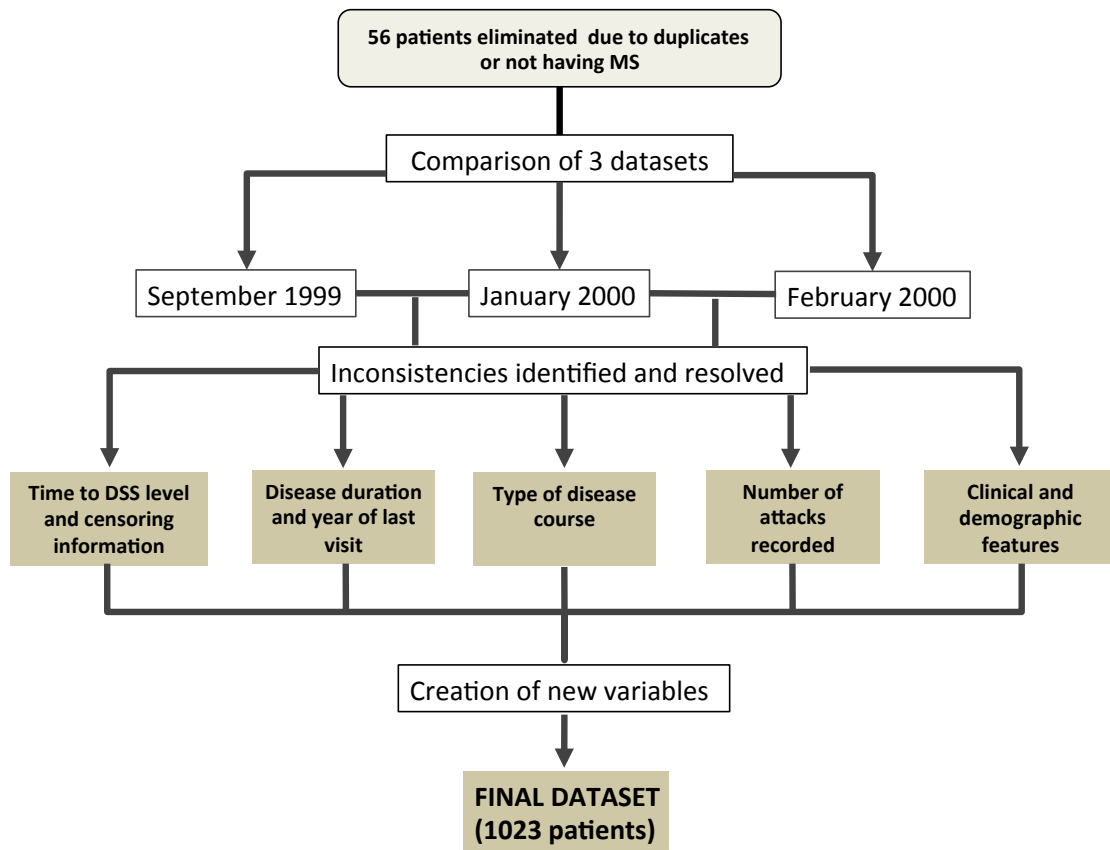 56 patients eliminated due to duplicates
or not having MS
Comparison of 3 datasets
September 1999
January 2000
February 2000
Inconsistencies identified and resolved
Time to DSS level
and censoring
information
Disease duration
and year of last
visit
Type of disease
course
Number of
attacks
recorded
Clinical and
demographic
features
Creation of new variables
FINAL DATASET
(1023 patients)